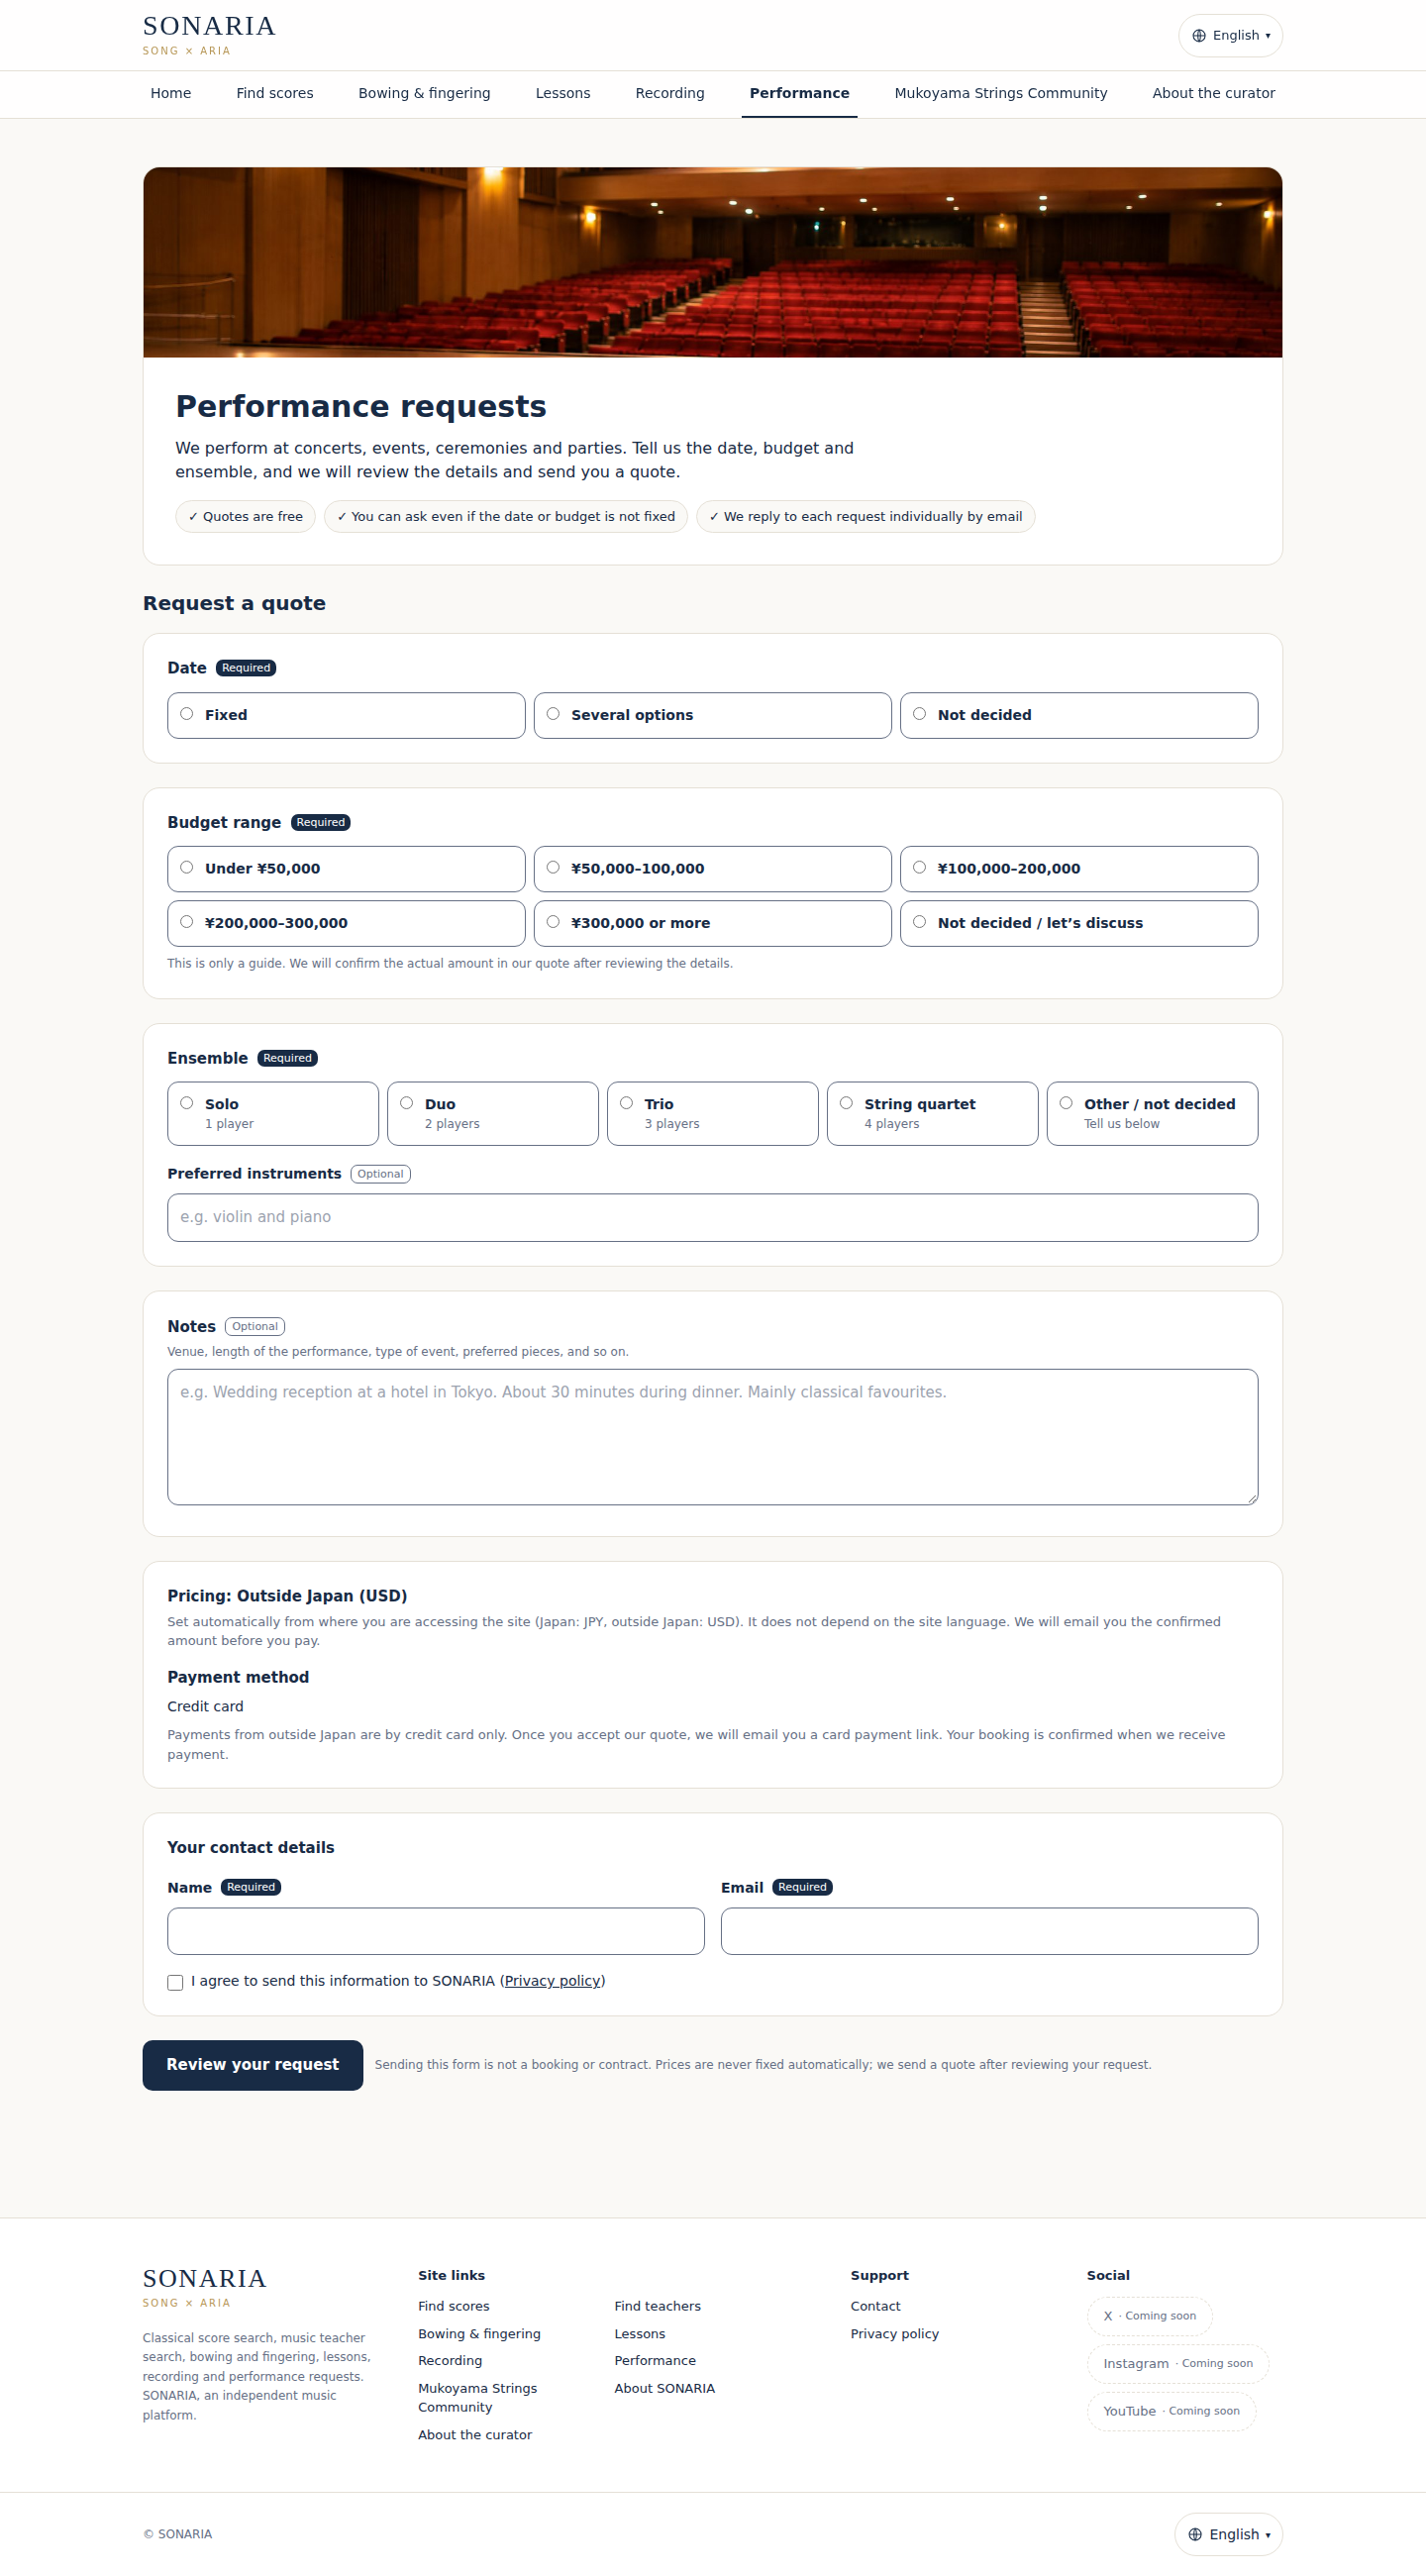 SONARIA
SONG × ARIA
English ▾
Home
Find scores
Bowing & fingering
Lessons
Recording
Performance
Mukoyama Strings Community
About the curator
Performance requests
We perform at concerts, events, ceremonies and parties. Tell us the date, budget and
ensemble, and we will review the details and send you a quote.
✓ Quotes are free
✓ You can ask even if the date or budget is not fixed
✓ We reply to each request individually by email
Request a quote
Date Required
Fixed
Several options
Not decided
Budget range Required
Under ¥50,000
¥50,000–100,000
¥100,000–200,000
¥200,000–300,000
¥300,000 or more
Not decided / let’s discuss
This is only a guide. We will confirm the actual amount in our quote after reviewing the details.
Ensemble Required
Solo
1 player
Duo
2 players
Trio
3 players
String quartet
4 players
Other / not decided
Tell us below
Preferred instruments Optional
e.g. violin and piano
Notes Optional
Venue, length of the performance, type of event, preferred pieces, and so on.
e.g. Wedding reception at a hotel in Tokyo. About 30 minutes during dinner. Mainly classical favourites.
Pricing: Outside Japan (USD)
Set automatically from where you are accessing the site (Japan: JPY, outside Japan: USD). It does not depend on the site language. We will email you the confirmed
amount before you pay.
Payment method
Credit card
Payments from outside Japan are by credit card only. Once you accept our quote, we will email you a card payment link. Your booking is confirmed when we receive
payment.
Your contact details
Name Required
Email Required
I agree to send this information to SONARIA (Privacy policy)
Review your request
Sending this form is not a booking or contract. Prices are never fixed automatically; we send a quote after reviewing your request.
SONARIA
SONG × ARIA
Classical score search, music teacher
search, bowing and fingering, lessons,
recording and performance requests.
SONARIA, an independent music
platform.
Site links
Find scores
Bowing & fingering
Recording
Mukoyama Strings
Community
About the curator
Find teachers
Lessons
Performance
About SONARIA
Support
Contact
Privacy policy
Social
X · Coming soon
Instagram · Coming soon
YouTube · Coming soon
© SONARIA
English ▾